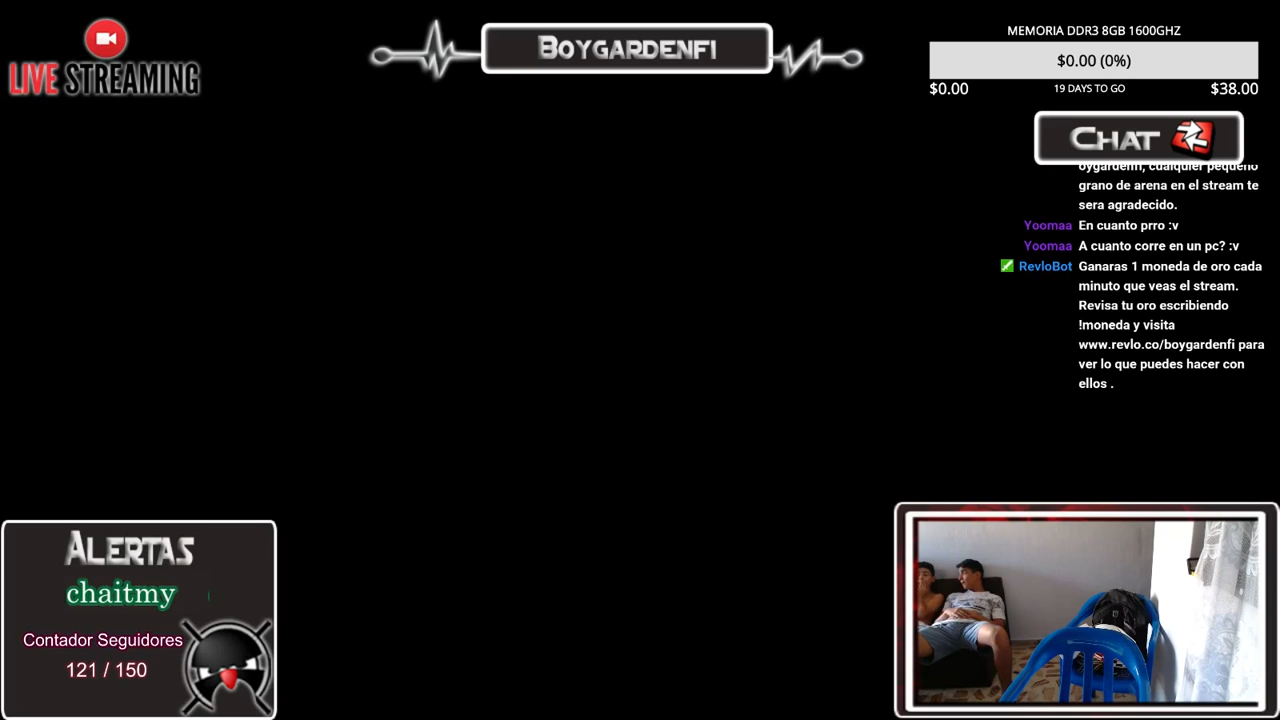 LIVE STREAMING
BOYGARDENFI
MEMORIA DDR3 8GB 1600GHZ
$0.00 (0%)
$0.00 19 DAYS TO GO $38.00
CHAT
oygardenfi, cualquier pequeño
grano de arena en el stream te
sera agradecido.
Yoomaa En cuanto prro :v
Yoomaa A cuanto corre en un pc? :v
RevloBot Ganaras 1 moneda de oro cada
minuto que veas el stream.
Revisa tu oro escribiendo
!moneda y visita
www.revlo.co/boygardenfi para
ver lo que puedes hacer con
ellos .
ALERTAS
chaitmy
Contador Seguidores
121 / 150